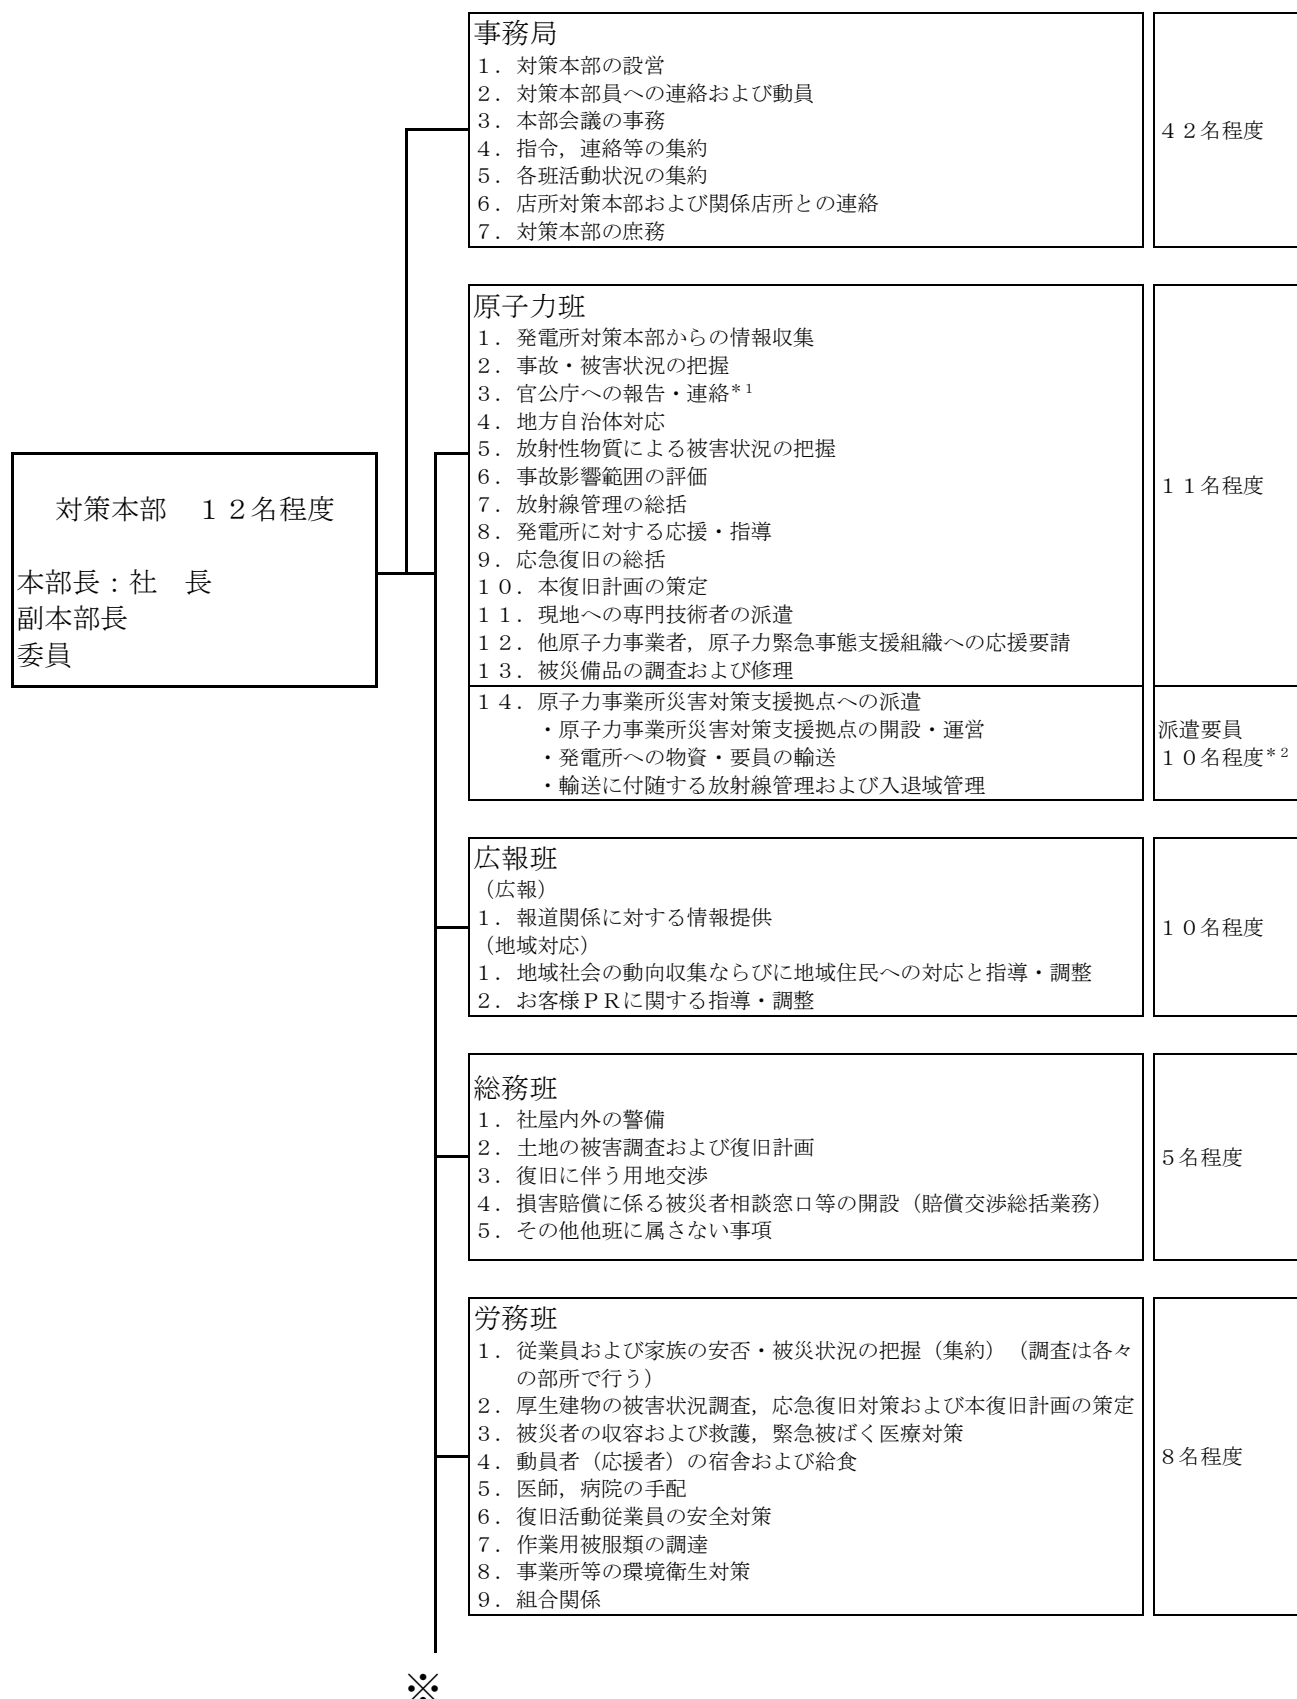 事務局
１．対策本部の設営
２．対策本部員への連絡および動員
３．本部会議の事務
４．指令，連絡等の集約
５．各班活動状況の集約
６．店所対策本部および関係店所との連絡
７．対策本部の庶務
４２名程度
原子力班
１．発電所対策本部からの情報収集
２．事故・被害状況の把握
３．官公庁への報告・連絡*1
４．地方自治体対応
５．放射性物質による被害状況の把握
６．事故影響範囲の評価
７．放射線管理の総括
８．発電所に対する応援・指導
９．応急復旧の総括
１０．本復旧計画の策定
１１．現地への専門技術者の派遣
１２．他原子力事業者，原子力緊急事態支援組織への応援要請
１３．被災備品の調査および修理
１１名程度
１４．原子力事業所災害対策支援拠点への派遣
・原子力事業所災害対策支援拠点の開設・運営
・発電所への物資・要員の輸送
・輸送に付随する放射線管理および入退域管理
派遣要員
１０名程度*2
対策本部　１２名程度
本部長：社　長
副本部長
委員
広報班
（広報）
１．報道関係に対する情報提供
（地域対応）
１．地域社会の動向収集ならびに地域住民への対応と指導・調整
２．お客様ＰＲに関する指導・調整
１０名程度
総務班
１．社屋内外の警備
２．土地の被害調査および復旧計画
３．復旧に伴う用地交渉
４．損害賠償に係る被災者相談窓口等の開設（賠償交渉総括業務）
５．その他他班に属さない事項
５名程度
労務班
１．従業員および家族の安否・被災状況の把握（集約）（調査は各々
の部所で行う）
２．厚生建物の被害状況調査，応急復旧対策および本復旧計画の策定
３．被災者の収容および救護，緊急被ばく医療対策
４．動員者（応援者）の宿舎および給食
５．医師，病院の手配
６．復旧活動従業員の安全対策
７．作業用被服類の調達
８．事業所等の環境衛生対策
９．組合関係
８名程度
※